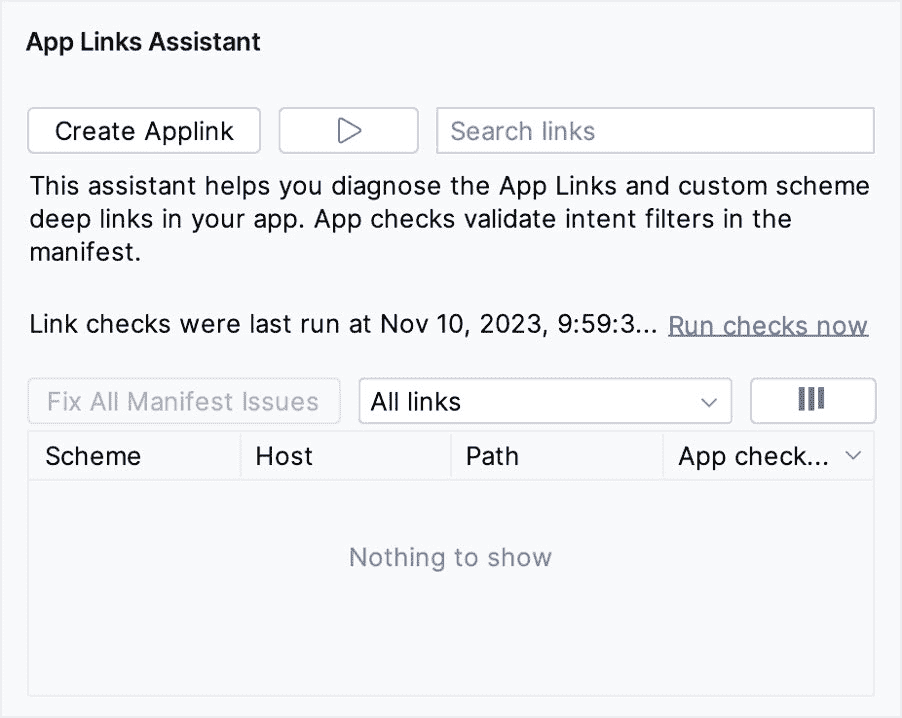 App Links Assistant
Create Applink Search links
This assistant helps you diagnose the App Links and custom scheme
deep links in your app. App checks validate intent filters in the
manifest.
Link checks were last run at Nov 10, 2023, 9:59:3... Run checks now
Fix All Manifest Issues All links
Scheme Host Path App check...
Nothing to show